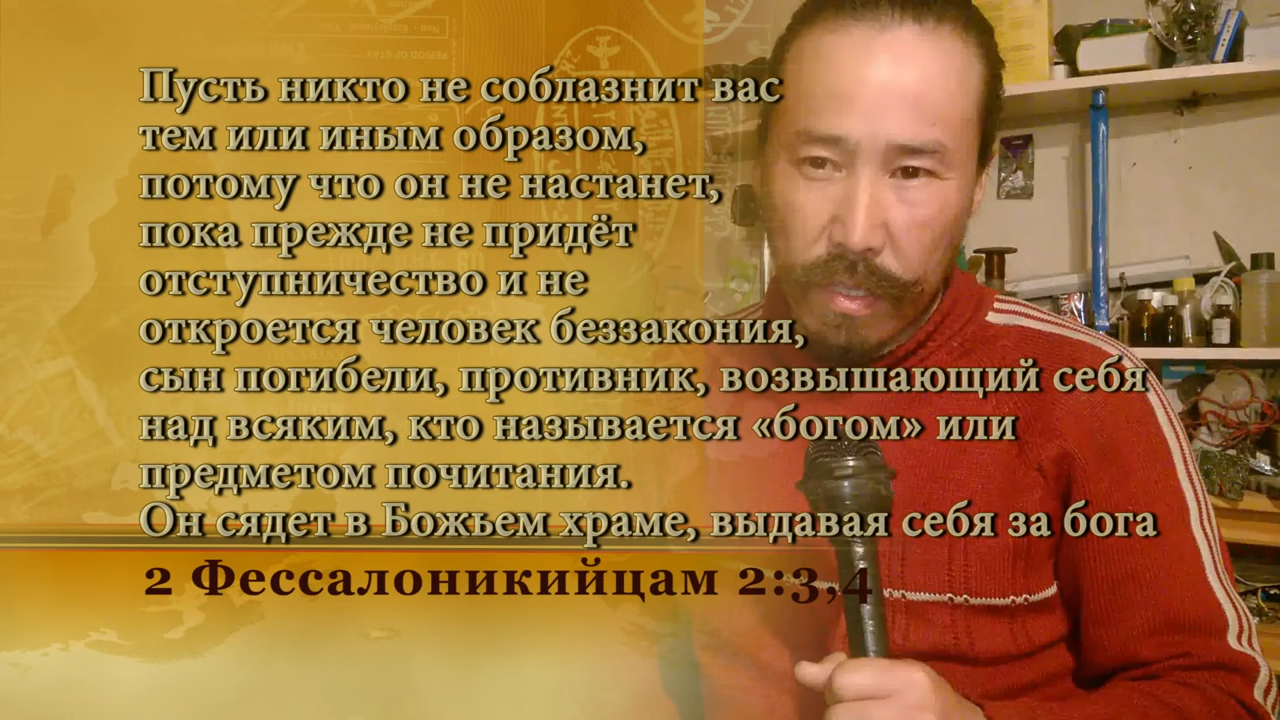 Пусть никто не соблазнит вас
тем или иным образом,
потому что он не настанет,
пока прежде не придёт
отступничество и не
откроется человек беззакония,
сын погибели, противник, возвышающий себя
над всяким, кто называется «богом» или
предметом почитания.
Он сядет в Божьем храме, выдавая себя за бога
2 Фессалоникийцам 2:3,4